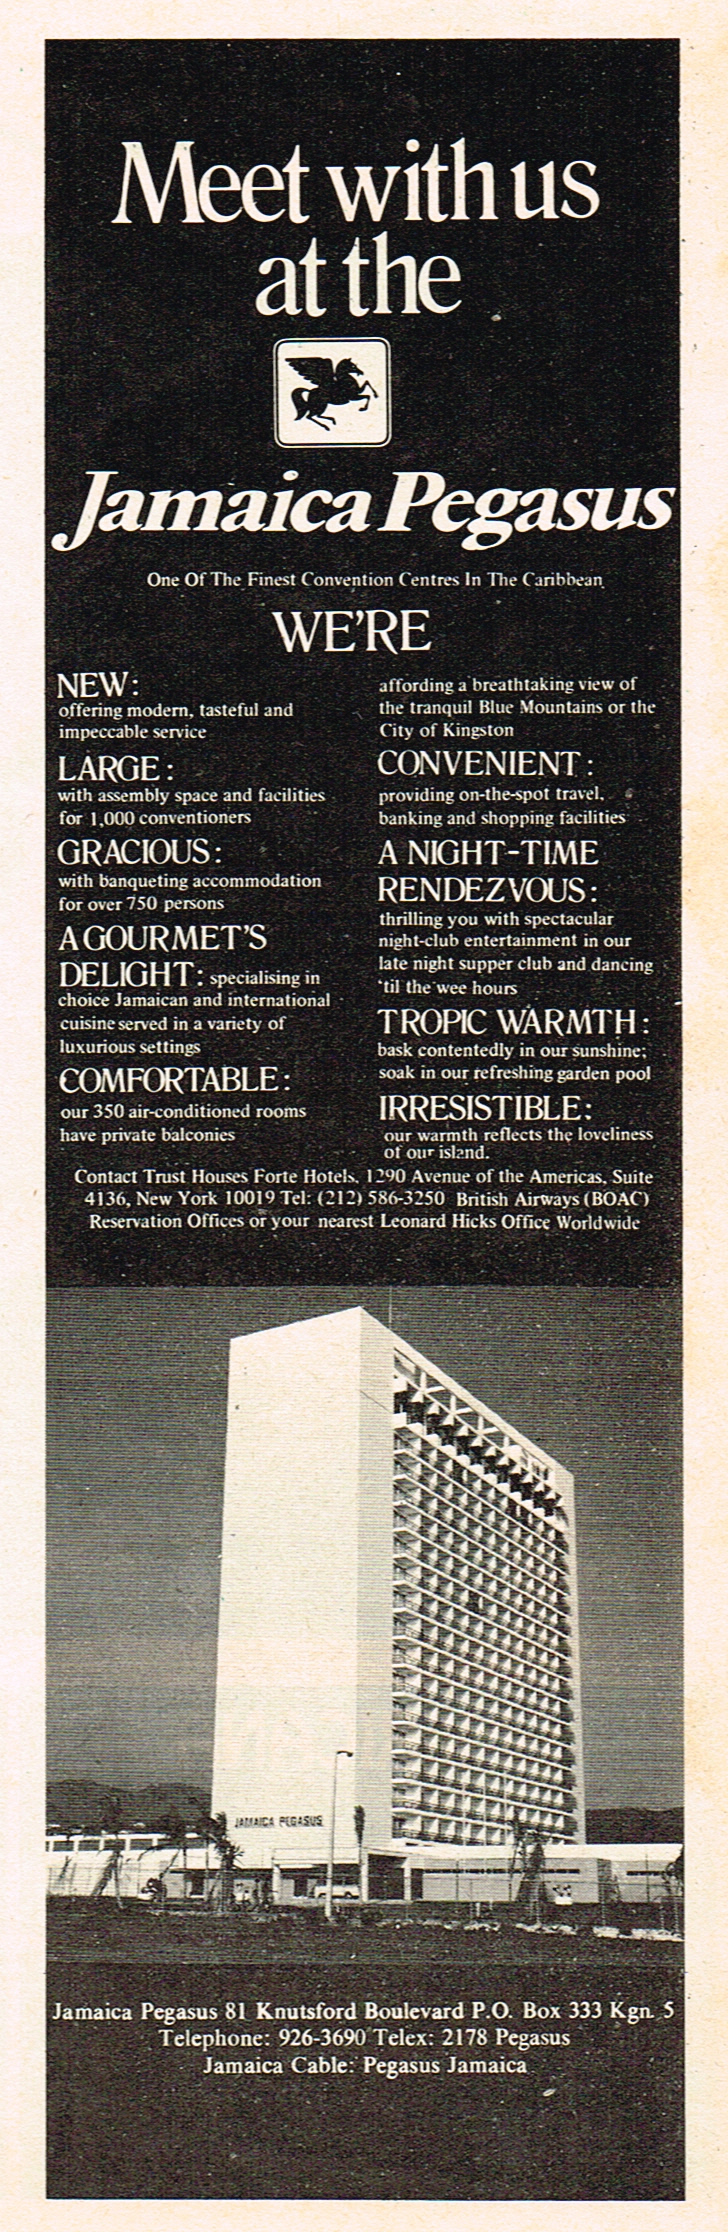 Meet with us
at the
Jamaica Pegasus
One Of The Finest Convention Centres In The Caribbean
WE'RE
NEW:
offering modern, tasteful and
impeccable service
LARGE:
with assembly space and facilities
for 1,000 conventioners
GRACIOUS:
with banqueting accommodation
for over 750 persons
A GOURMET'S
DELIGHT: specialising in
choice Jamaican and international
cuisine served in a variety of
luxurious settings
COMFORTABLE:
our 350 air-conditioned rooms
have private balconies
affording a breathtaking view of
the tranquil Blue Mountains or the
City of Kingston
CONVENIENT:
providing on-the-spot travel,
banking and shopping facilities
A NIGHT-TIME
RENDEZVOUS:
thrilling you with spectacular
night-club entertainment in our
late night supper club and dancing
'til the wee hours
TROPIC WARMTH:
bask contentedly in our sunshine;
soak in our refreshing garden pool
IRRESISTIBLE:
our warmth reflects the loveliness
of our island.
Contact Trust Houses Forte Hotels, 1290 Avenue of the Americas, Suite
4136, New York 10019 Tel: (212) 586-3250 British Airways (BOAC)
Reservation Offices or your nearest Leonard Hicks Office Worldwide
JAMAICA PEGASUS
Jamaica Pegasus 81 Knutsford Boulevard P.O. Box 333 Kgn. 5
Telephone: 926-3690 Telex: 2178 Pegasus
Jamaica Cable: Pegasus Jamaica